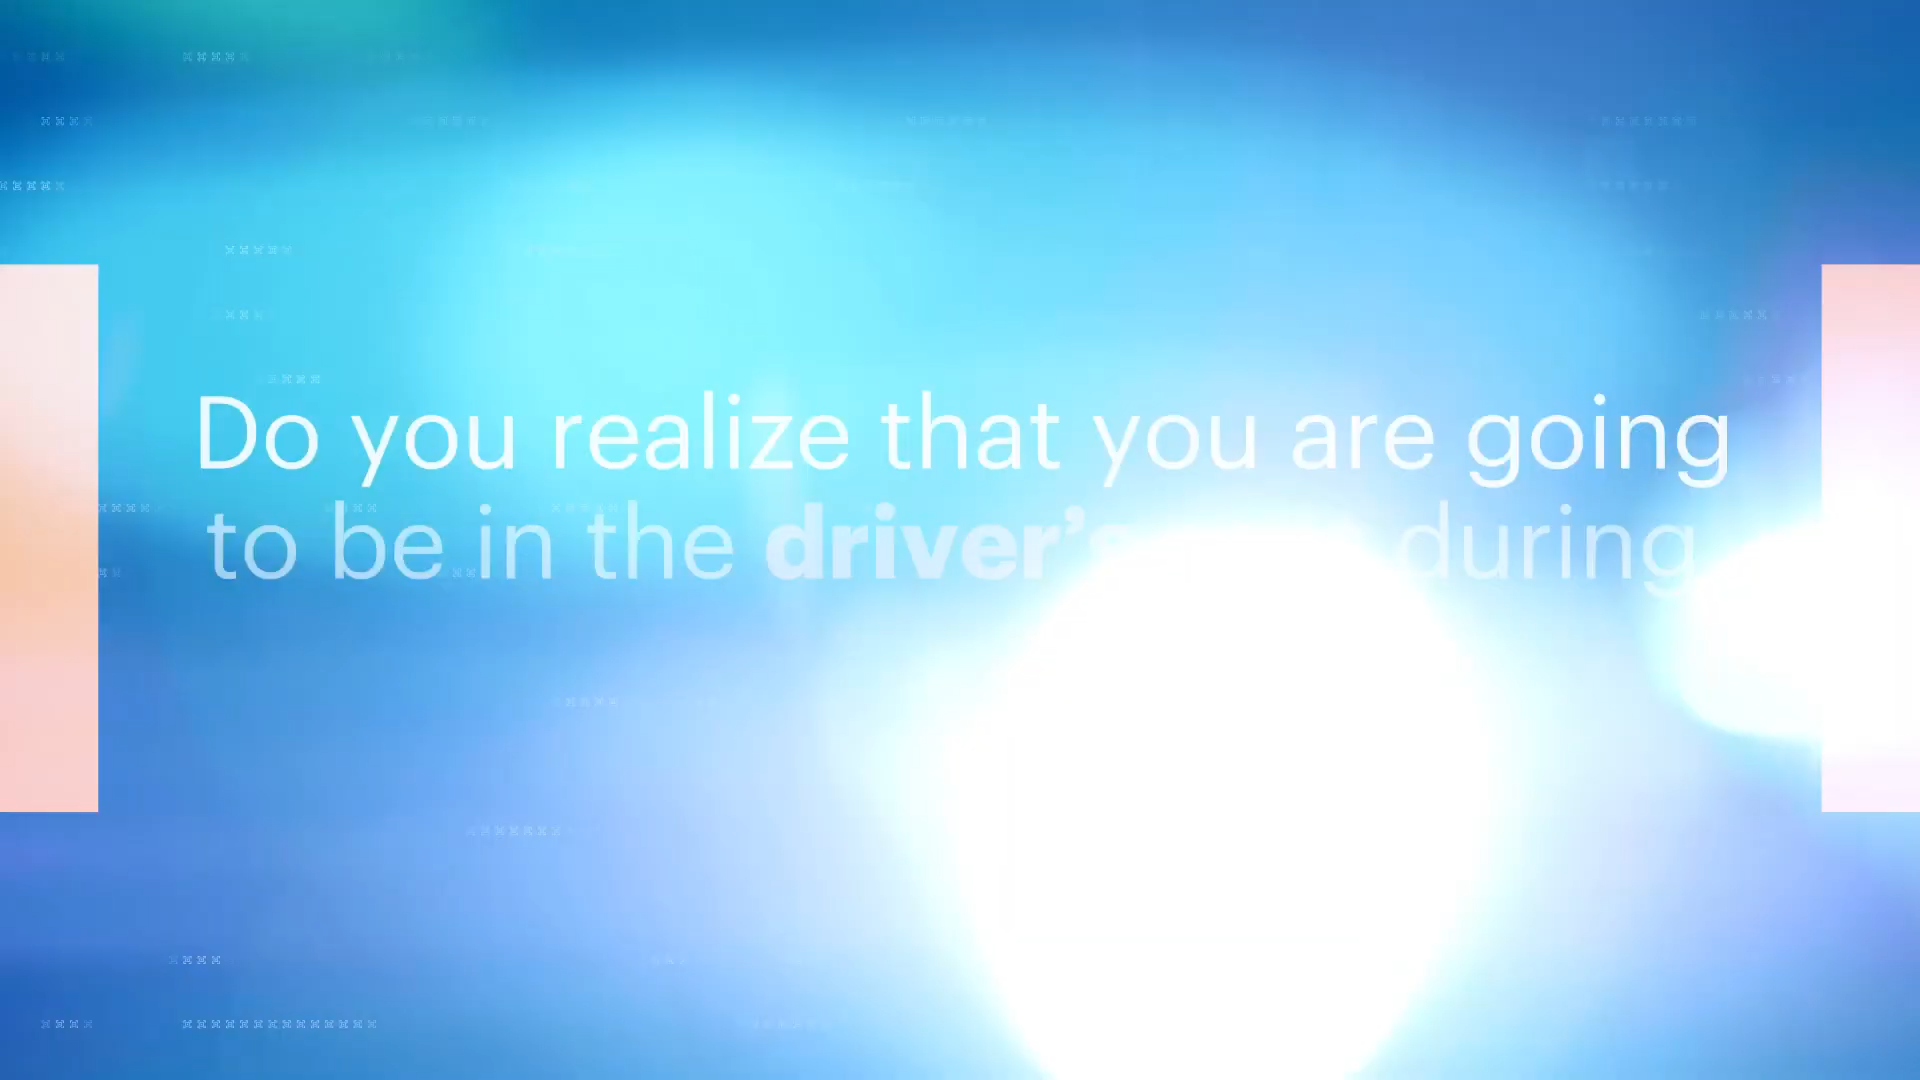 Do you realize that you are going
to be in the driver's during